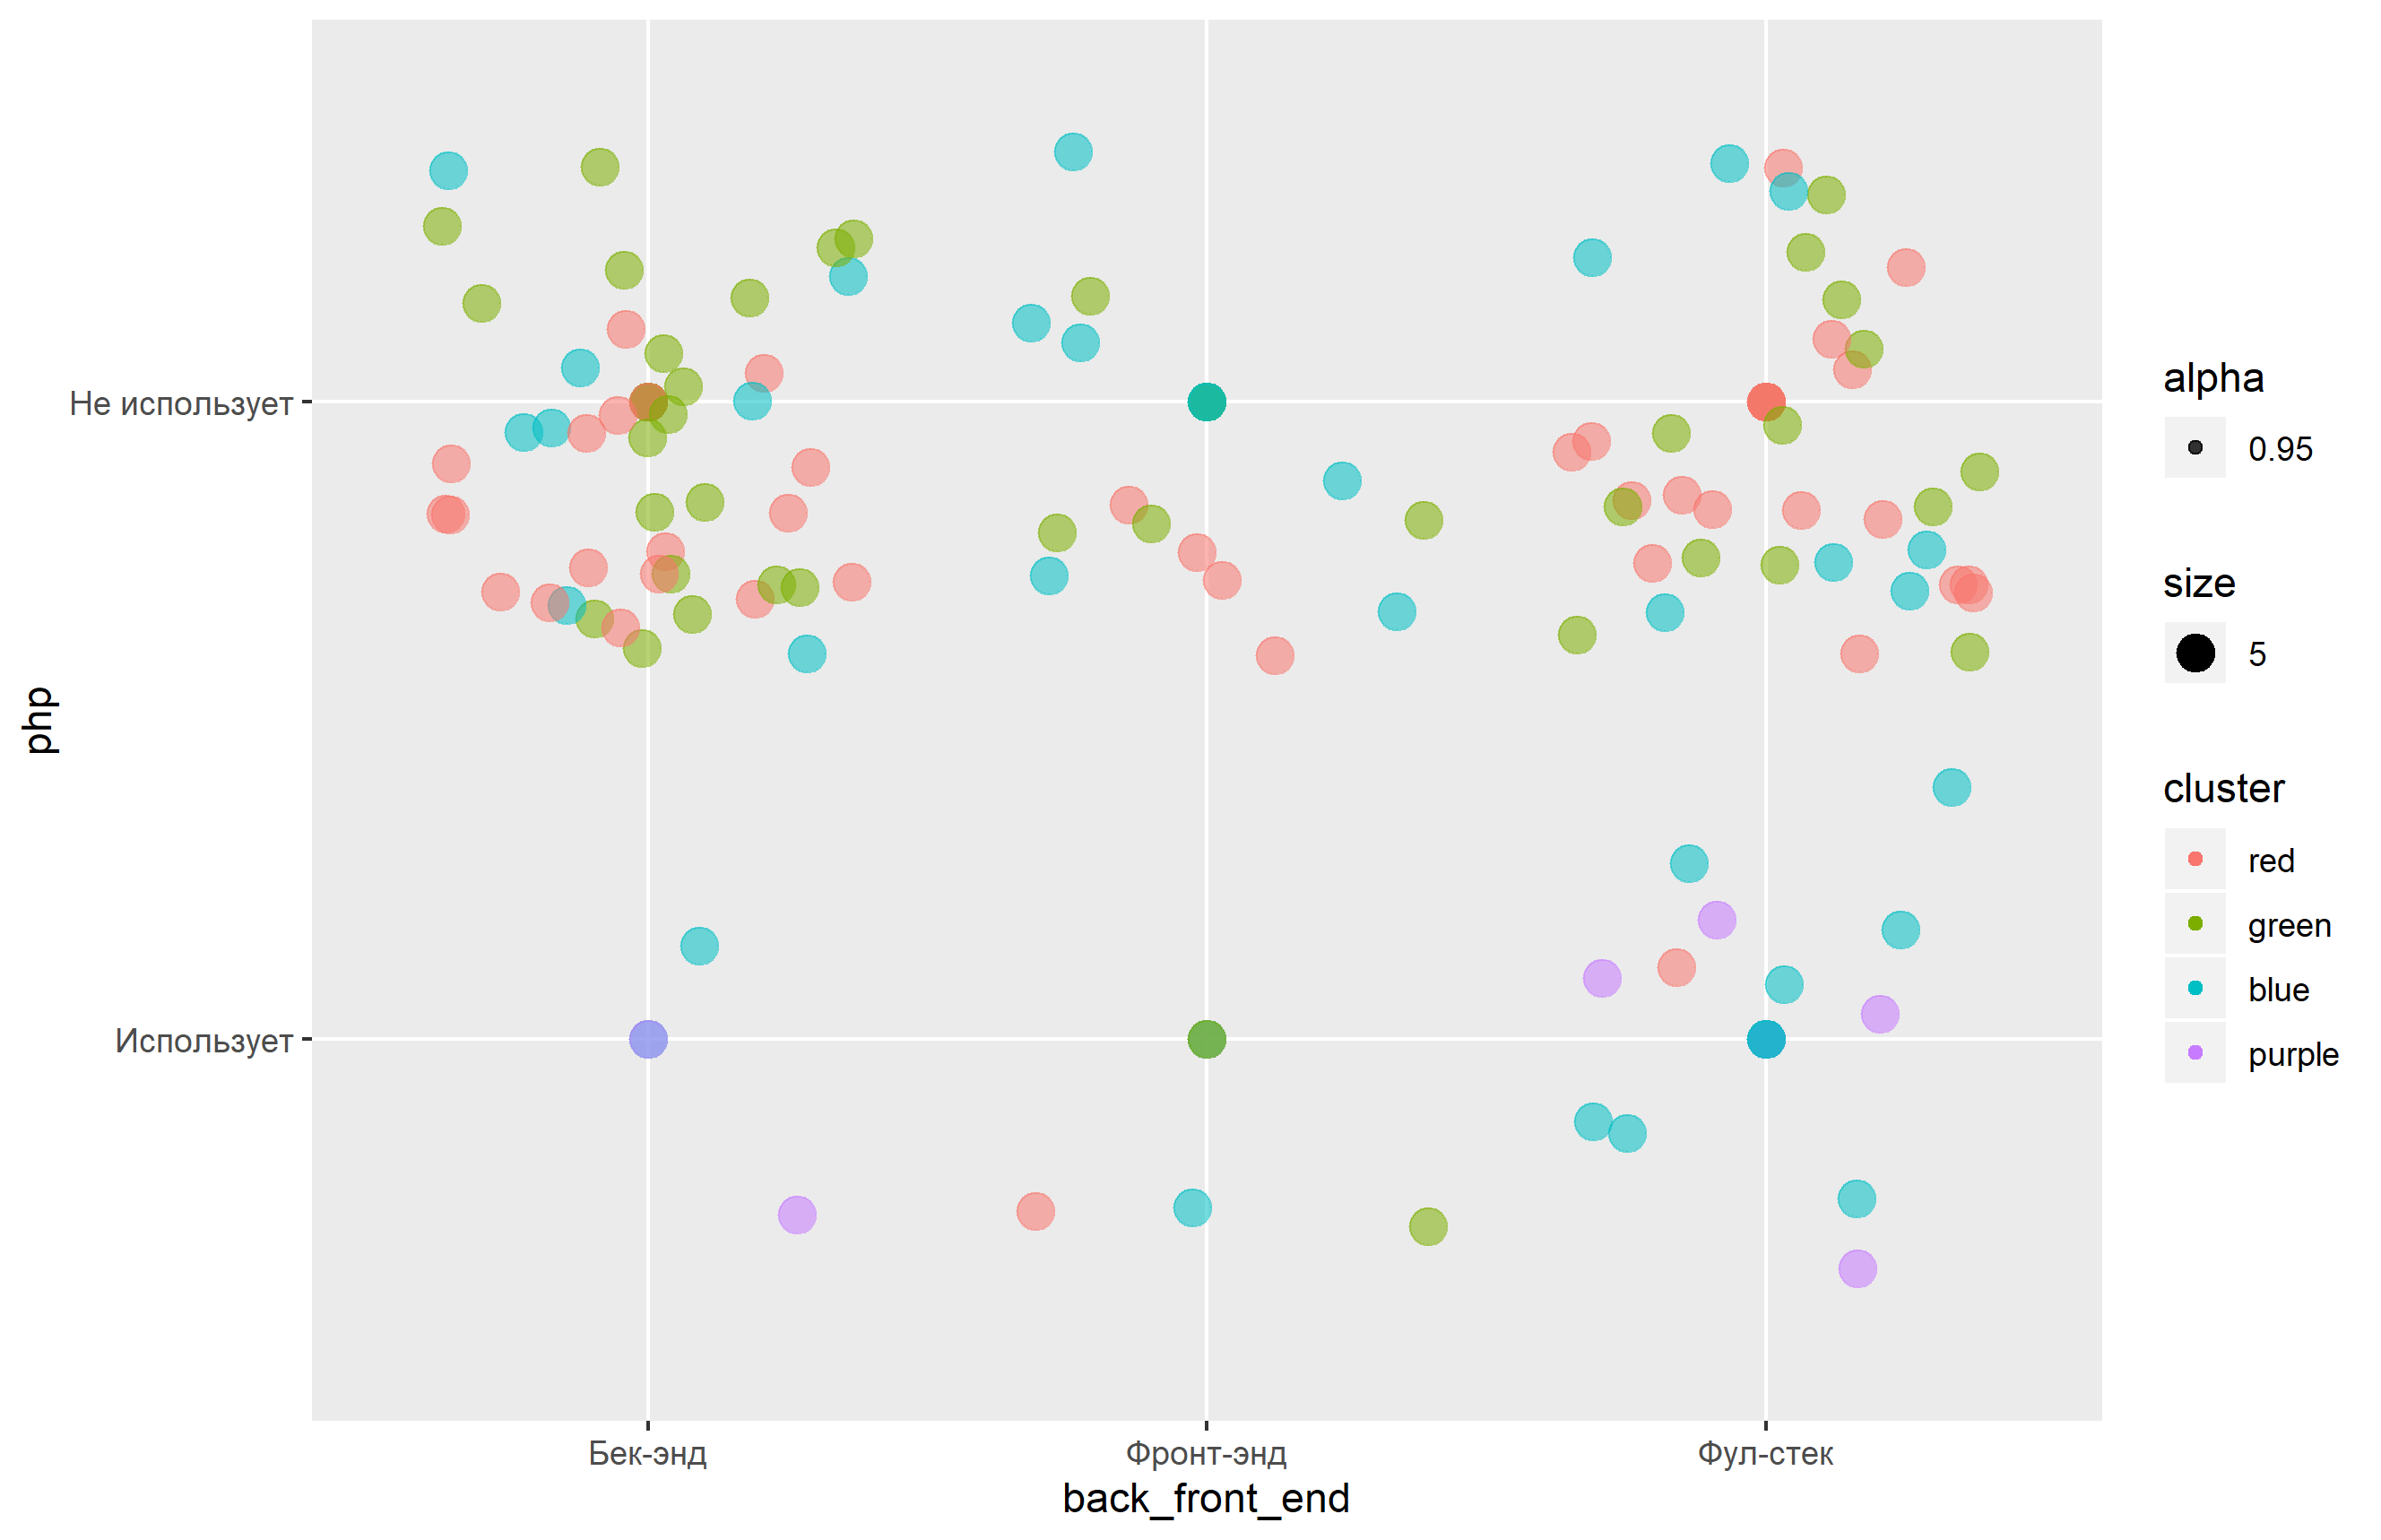 php
Не использует
Использует
Бек-энд
Фронт-энд
Фул-стек
back_front_end
alpha
0.95
size
5
cluster
red
green
blue
purple